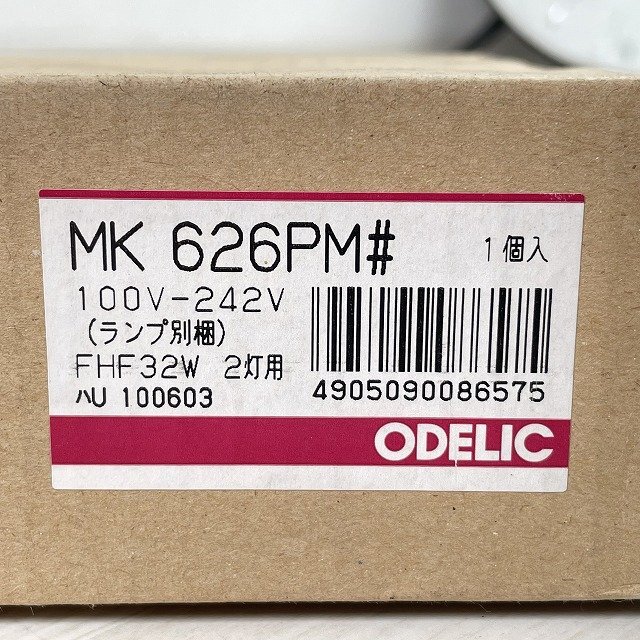 MK 626PM# 1個入
100V-242V
(ランプ別梱)
FHF32W 2灯用
ハU 100603
4905090086575
ODELIC